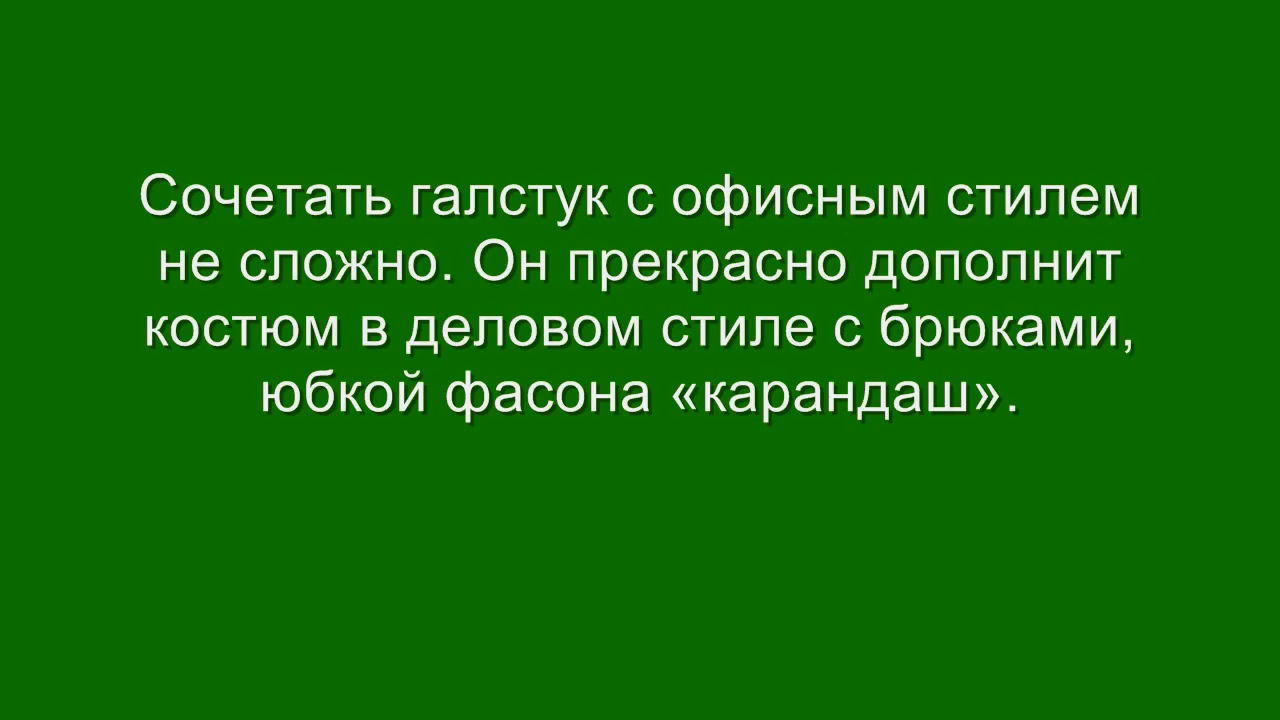 Сочетать галстук с офисным стилем
не сложно. Он прекрасно дополнит
костюм в деловом стиле с брюками,
юбкой фасона «карандаш».